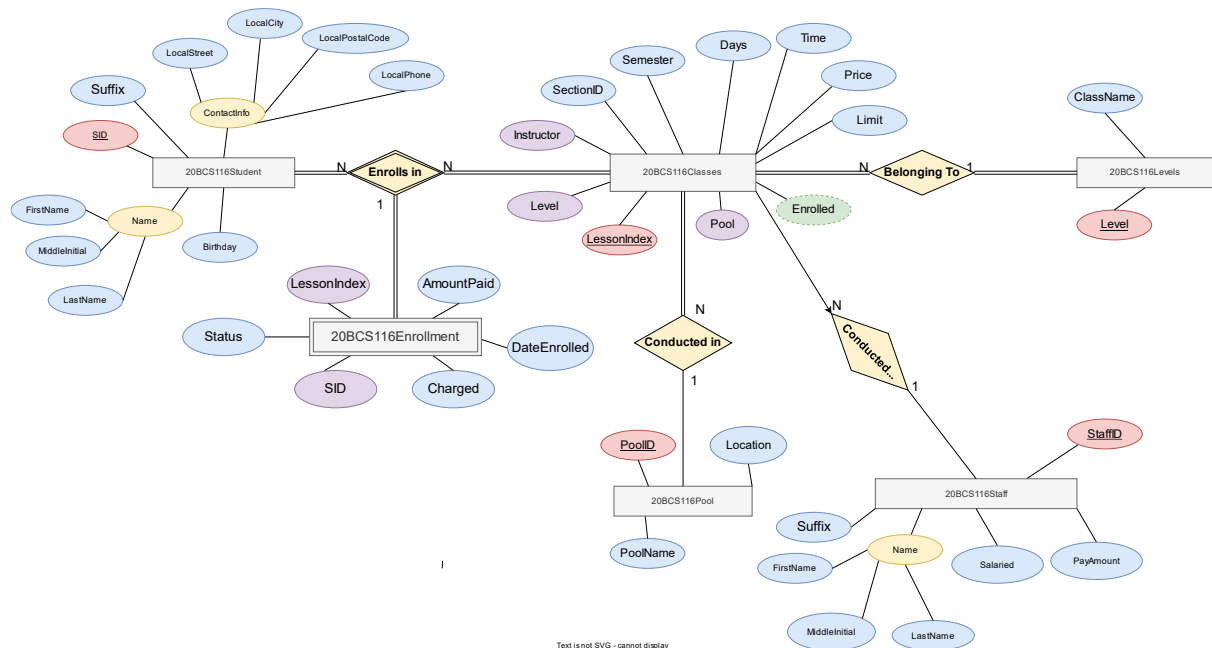 LocalCity
LocalStreet
LocalPostalCode
LocalPhone
Suffix
ContactInfo
SID
20BCS116Student
FirstName
Name
MiddleInitial
Birthday
LastName
N
Enrolls in
N
1
LessonIndex
AmountPaid
Status
20BCS116Enrollment
DateEnrolled
SID
Charged
Semester
Days
Time
SectionID
Price
Instructor
Limit
20BCS116Classes
Level
LessonIndex
Pool
Enrolled
N
Belonging To
1
ClassName
20BCS116Levels
Level
N
Conducted in
1
PoolID
Location
20BCS116Pool
PoolName
N
Conducted...
1
StaffID
20BCS116Staff
Suffix
Name
FirstName
Salaried
PayAmount
MiddleInitial
LastName
Text is not SVG - cannot display